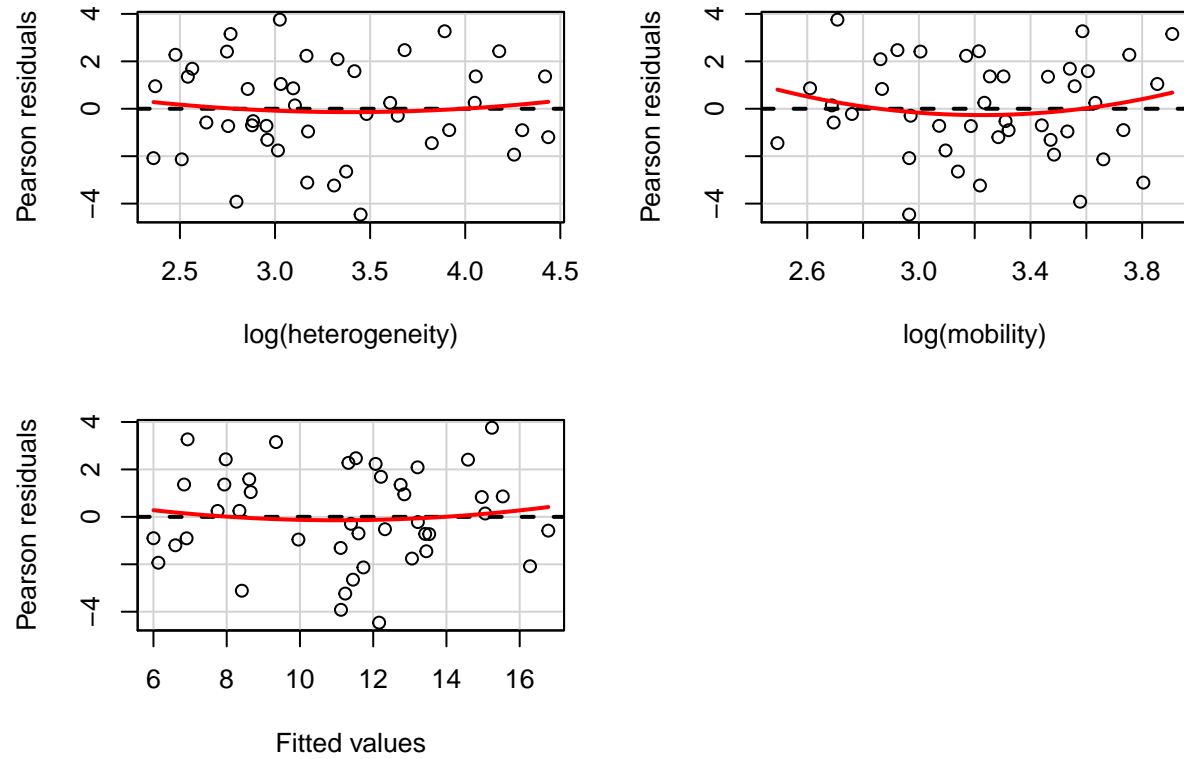 Pearson residuals
4
2
0
−4
2.5 3.0 3.5 4.0 4.5
log(heterogeneity)
Pearson residuals
4
2
0
−4
2.6 3.0 3.4 3.8
log(mobility)
Pearson residuals
4
2
0
−4
6 8 10 12 14 16
Fitted values